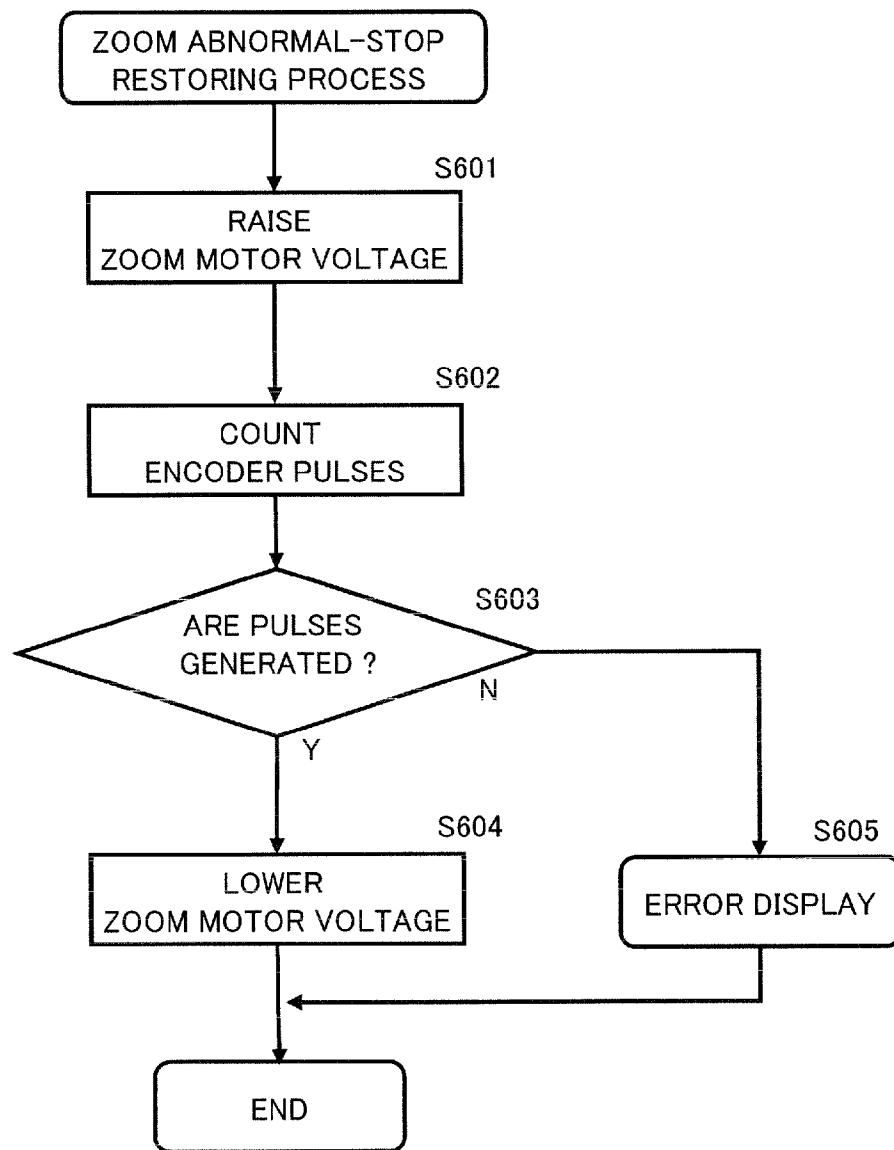 ZOOM ABNORMAL-STOP
RESTORING PROCESS
S601
RAISE
ZOOM MOTOR VOLTAGE
S602
COUNT
ENCODER PULSES
S603
ARE PULSES
GENERATED ?
N
Y
S604
LOWER
ZOOM MOTOR VOLTAGE
S605
ERROR DISPLAY
END